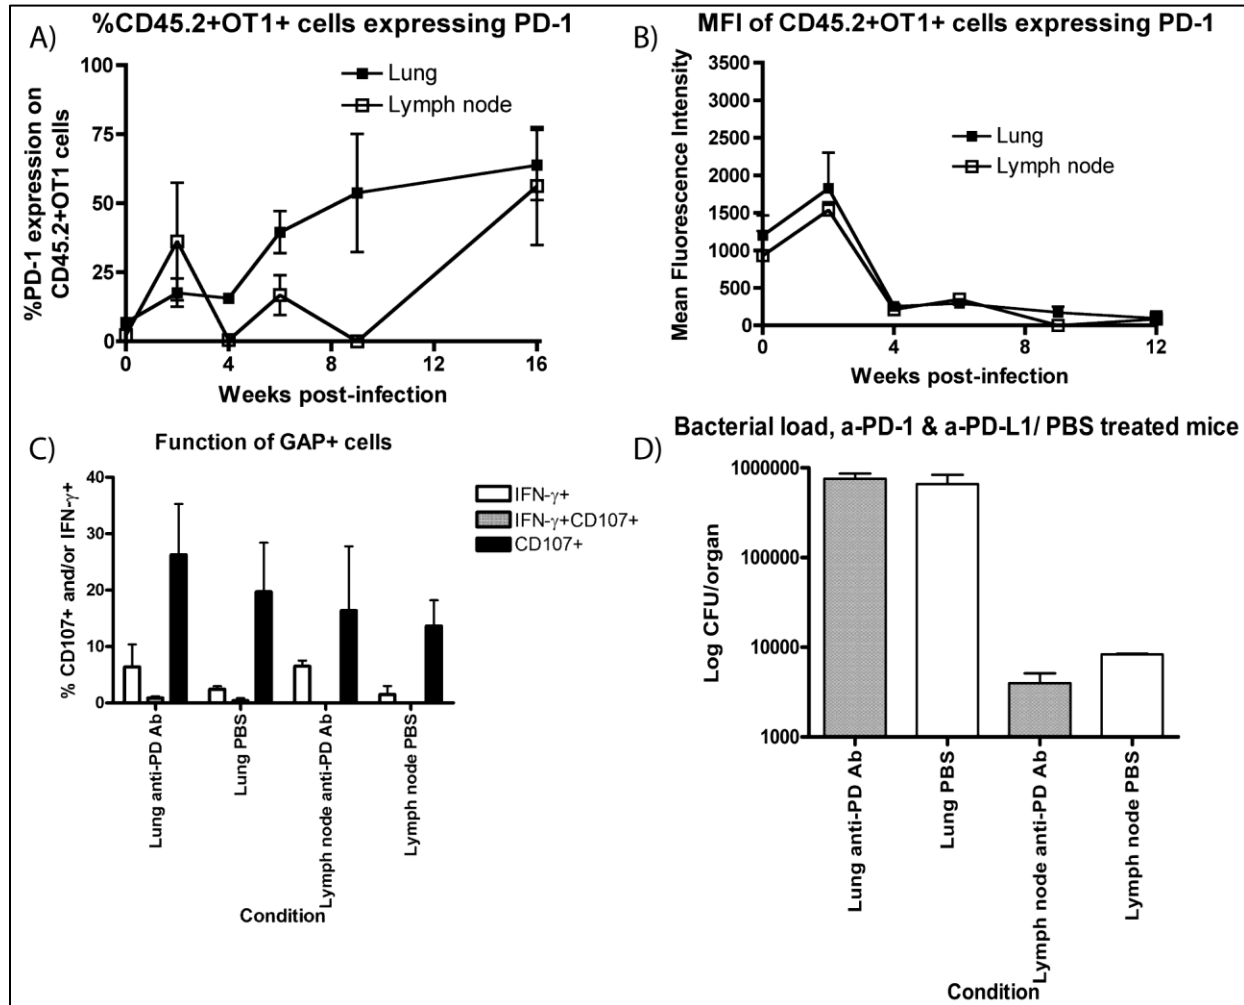 A) %CD45.2+OT1+ cells expressing PD-1
%PD-1 expression on
CD45.2+OT1 cells
100
75
50
25
0
Lung
Lymph node
0 4 8 12 16
Weeks post-infection
B) MFI of CD45.2+OT1+ cells expressing PD-1
Mean Fluorescence Intensity
3500
3000
2500
2000
1500
1000
500
0
Lung
Lymph node
0 4 8 12
Weeks post-infection
C) Function of GAP+ cells
% CD107+ and/or IFN-γ+
40
30
20
10
0
IFN-γ+
IFN-γ+CD107+
CD107+
Lung anti-PD Ab
Lung PBS
Lymph node anti-PD Ab
Lymph node PBS
Condition
D) Bacterial load, a-PD-1 & a-PD-L1/ PBS treated mice
Log CFU/organ
1000000
100000
10000
1000
Lung anti-PD Ab
Lung PBS
Lymph node anti-PD Ab
Lymph node PBS
Condition